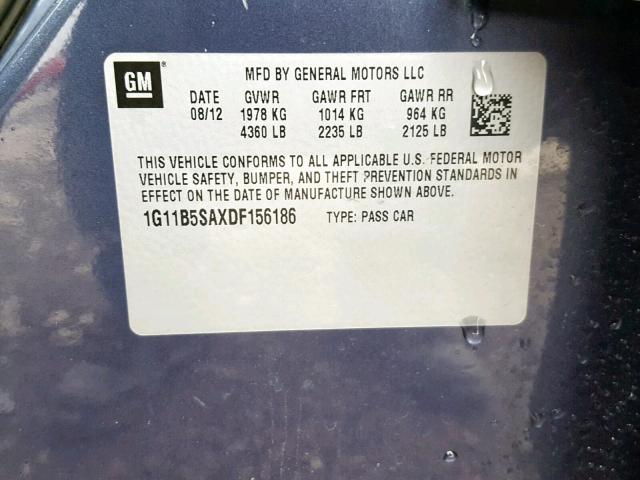 GM ®
MFD BY GENERAL MOTORS LLC
DATE GVWR GAWR FRT GAWR RR
08/12 1978 KG 1014 KG 964 KG
4360 LB 2235 LB 2125 LB
THIS VEHICLE CONFORMS TO ALL APPLICABLE U.S. FEDERAL MOTOR
VEHICLE SAFETY, BUMPER, AND THEFT PREVENTION STANDARDS IN
EFFECT ON THE DATE OF MANUFACTURE SHOWN ABOVE.
1G11B5SAXDF156186 TYPE: PASS CAR